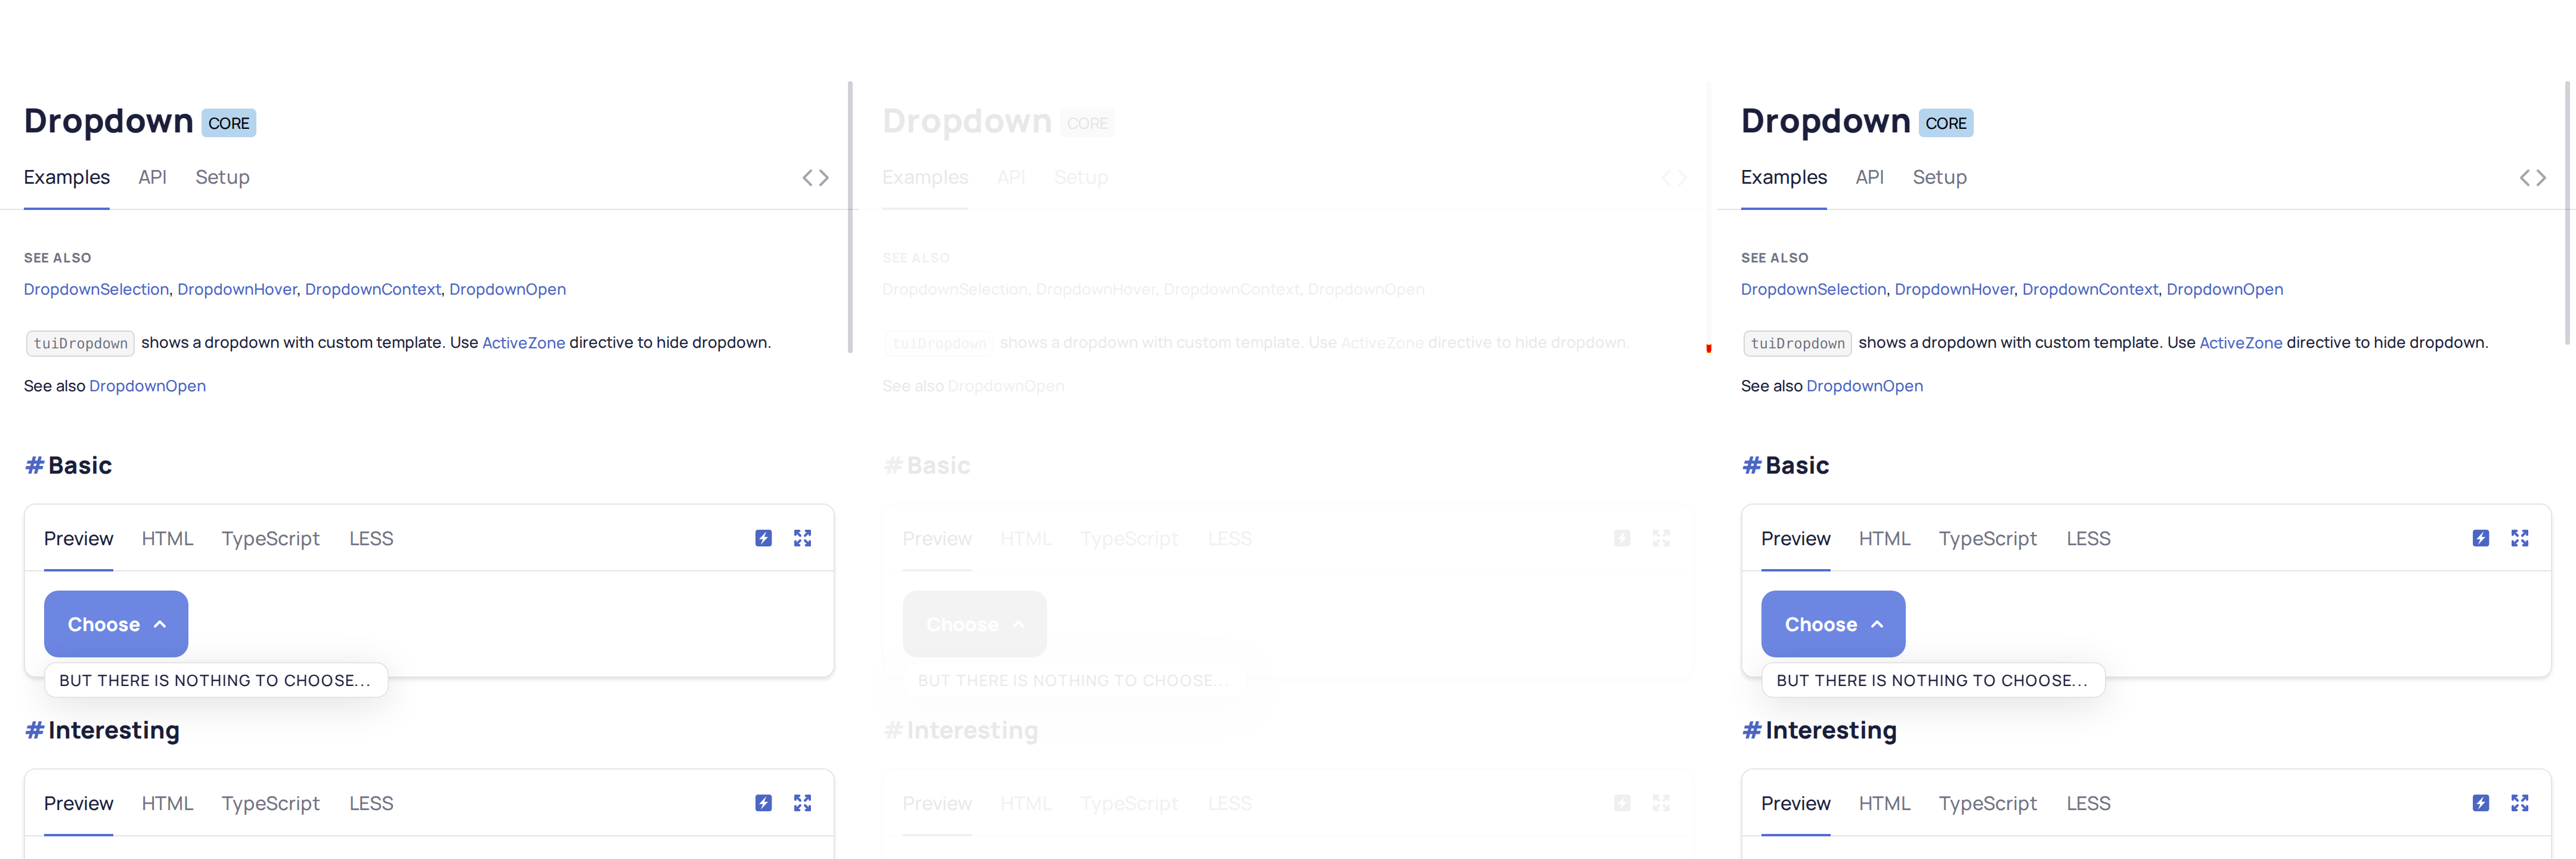 Dropdown CORE
Examples API Setup
SEE ALSO
DropdownSelection, DropdownHover, DropdownContext, DropdownOpen
tuiDropdown shows a dropdown with custom template. Use ActiveZone directive to hide dropdown.
See also DropdownOpen
# Basic
Preview HTML TypeScript LESS
Choose
BUT THERE IS NOTHING TO CHOOSE...
# Interesting
Preview HTML TypeScript LESS
Dropdown CORE
Examples API Setup
SEE ALSO
DropdownSelection, DropdownHover, DropdownContext, DropdownOpen
tuiDropdown shows a dropdown with custom template. Use ActiveZone directive to hide dropdown.
See also DropdownOpen
# Basic
Preview HTML TypeScript LESS
Choose
BUT THERE IS NOTHING TO CHOOSE...
# Interesting
Preview HTML TypeScript LESS
Dropdown CORE
Examples API Setup
SEE ALSO
DropdownSelection, DropdownHover, DropdownContext, DropdownOpen
tuiDropdown shows a dropdown with custom template. Use ActiveZone directive to hide dropdown.
See also DropdownOpen
# Basic
Preview HTML TypeScript LESS
Choose
BUT THERE IS NOTHING TO CHOOSE...
# Interesting
Preview HTML TypeScript LESS